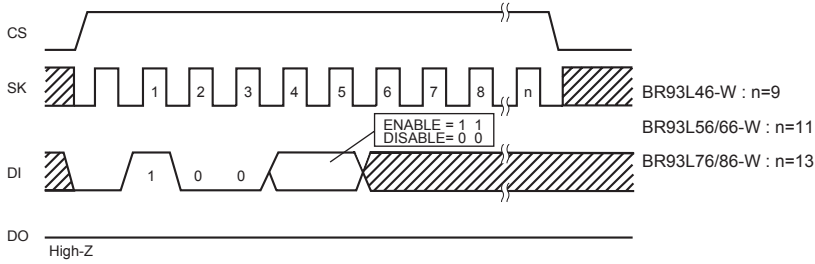 CS
SK 1 2 3 4 5 6 7 8 n
BR93L46-W : n=9
ENABLE = 1 1
DISABLE= 0 0
BR93L56/66-W : n=11
DI 1 0 0
BR93L76/86-W : n=13
DO
High-Z